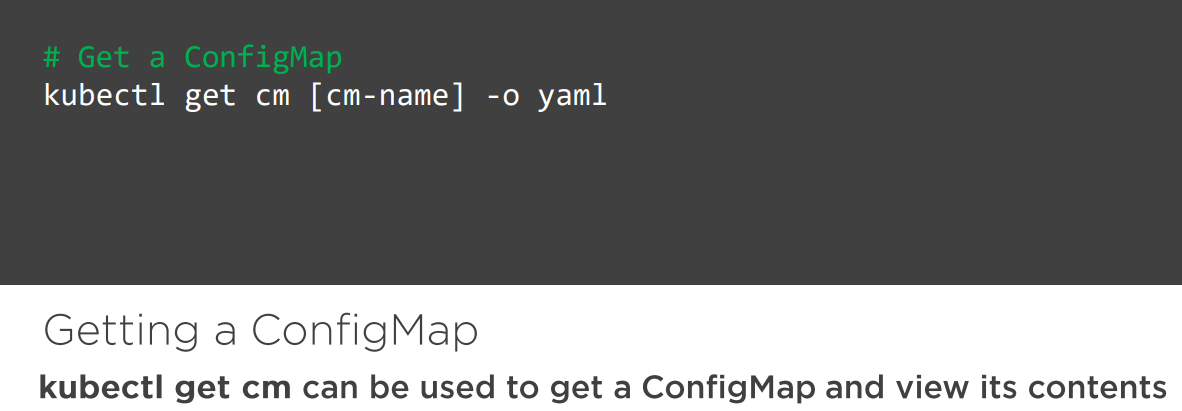 # Get a ConfigMap
kubectl get cm [cm-name] -o yaml
Getting a ConfigMap
kubectl get cm can be used to get a ConfigMap and view its contents